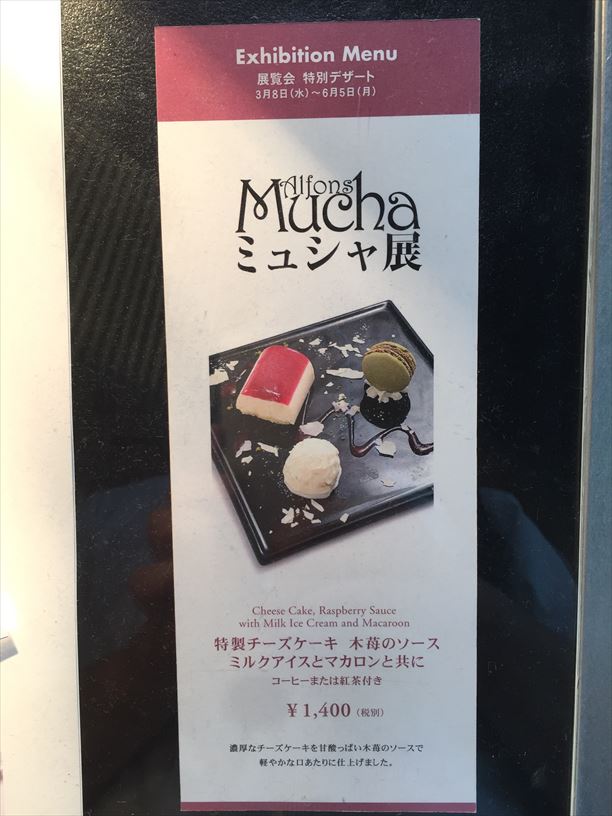 Exhibition Menu
展覧会 特別デザート
3月8日(水)～6月5日(月)
Alfons
Mucha
ミュシャ展
Cheese Cake, Raspberry Sauce
with Milk Ice Cream and Macaroon
特製チーズケーキ 木苺のソース
ミルクアイスとマカロンと共に
コーヒーまたは紅茶付き
¥1,400 (税別)
濃厚なチーズケーキを甘酸っぱい木苺のソースで
軽やかな口あたりに仕上げました。